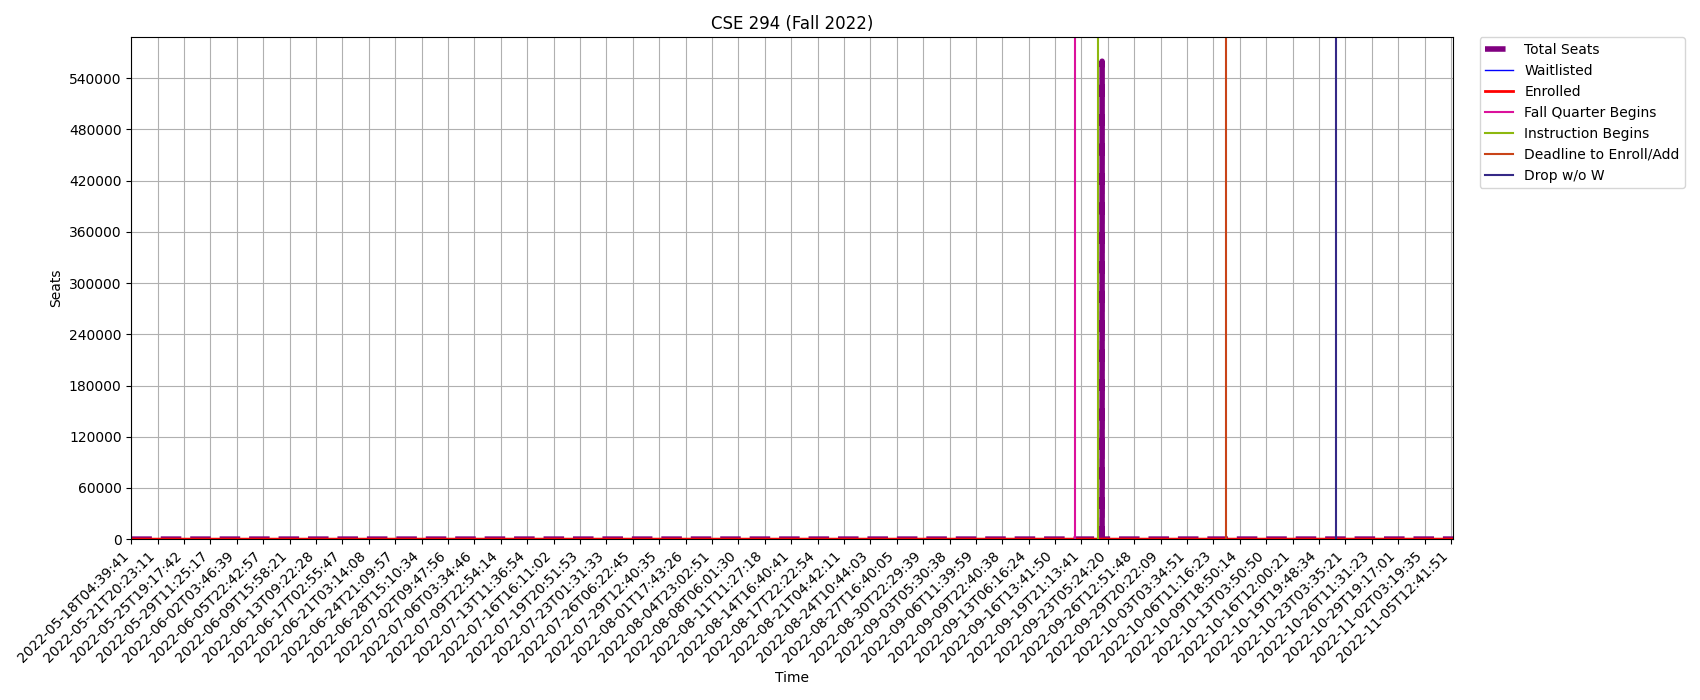 CSE 294 (Fall 2022)
Total Seats
Waitlisted
Enrolled
Fall Quarter Begins
Instruction Begins
Deadline to Enroll/Add
Drop w/o W
Seats
540000
480000
420000
360000
300000
240000
180000
120000
60000
0
2022-05-18T04:39:41
2022-05-21T20:23:11
2022-05-25T19:17:42
2022-05-29T11:25:17
2022-06-02T03:46:39
2022-06-05T22:42:57
2022-06-09T15:58:21
2022-06-13T09:22:28
2022-06-17T02:55:47
2022-06-21T03:14:08
2022-06-24T21:09:57
2022-06-28T15:10:34
2022-07-02T09:47:56
2022-07-06T03:34:46
2022-07-09T22:54:14
2022-07-13T11:36:54
2022-07-16T16:11:02
2022-07-19T20:51:53
2022-07-23T01:31:33
2022-07-26T06:22:45
2022-07-29T12:40:35
2022-08-01T17:43:26
2022-08-04T23:02:51
2022-08-08T06:01:30
2022-08-11T11:27:18
2022-08-14T16:40:41
2022-08-17T22:22:54
2022-08-21T04:42:11
2022-08-24T10:44:03
2022-08-27T16:40:05
2022-08-30T22:29:39
2022-09-03T05:30:38
2022-09-06T11:39:59
2022-09-09T22:40:38
2022-09-13T06:16:24
2022-09-16T13:41:50
2022-09-19T21:13:41
2022-09-23T05:24:20
2022-09-26T12:51:48
2022-09-29T20:22:09
2022-10-03T03:34:51
2022-10-06T11:16:23
2022-10-09T18:50:14
2022-10-13T03:50:50
2022-10-16T12:00:21
2022-10-19T19:48:34
2022-10-23T03:35:21
2022-10-26T11:31:23
2022-10-29T19:17:01
2022-11-02T03:19:35
2022-11-05T12:41:51
Time